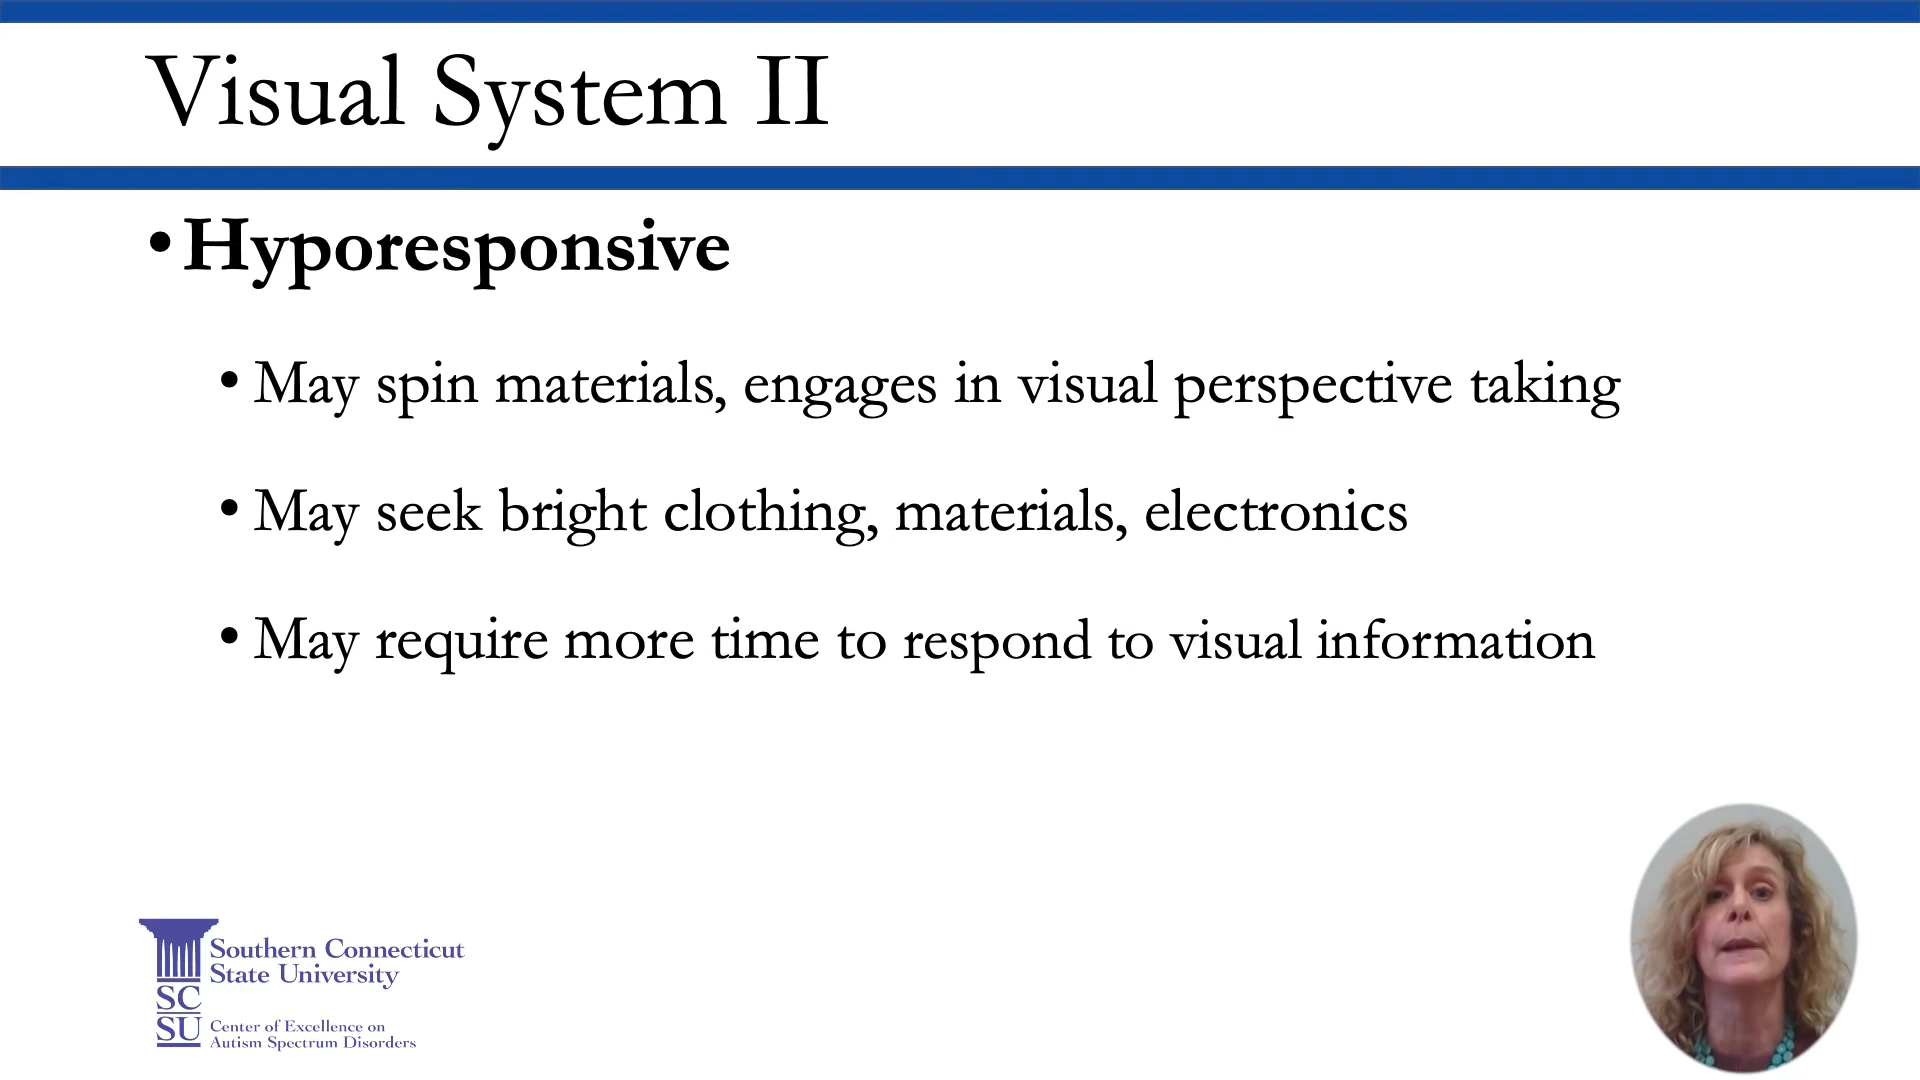 Visual System II
• Hyporesponsive
• May spin materials, engages in visual perspective taking
• May seek bright clothing, materials, electronics
• May require more time to respond to visual information
Southern Connecticut
State University
SC
SU
Center of Excellence on
Autism Spectrum Disorders